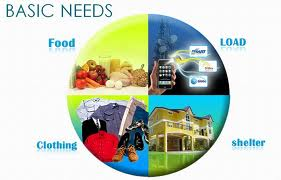 BASIC NEEDS
Food
LOAD
Clothing
shelter